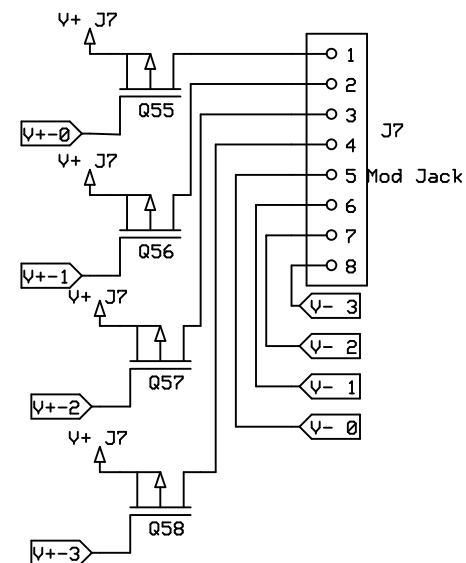 V+ J7
1
2
Q55
3
J7
V+-0
4
V+ J7
5 Mod Jack
6
7
Q56
8
V+-1
V+ J7
V- 3
V- 2
Q57
V- 1
V+-2
V- 0
V+ J7
Q58
V+-3